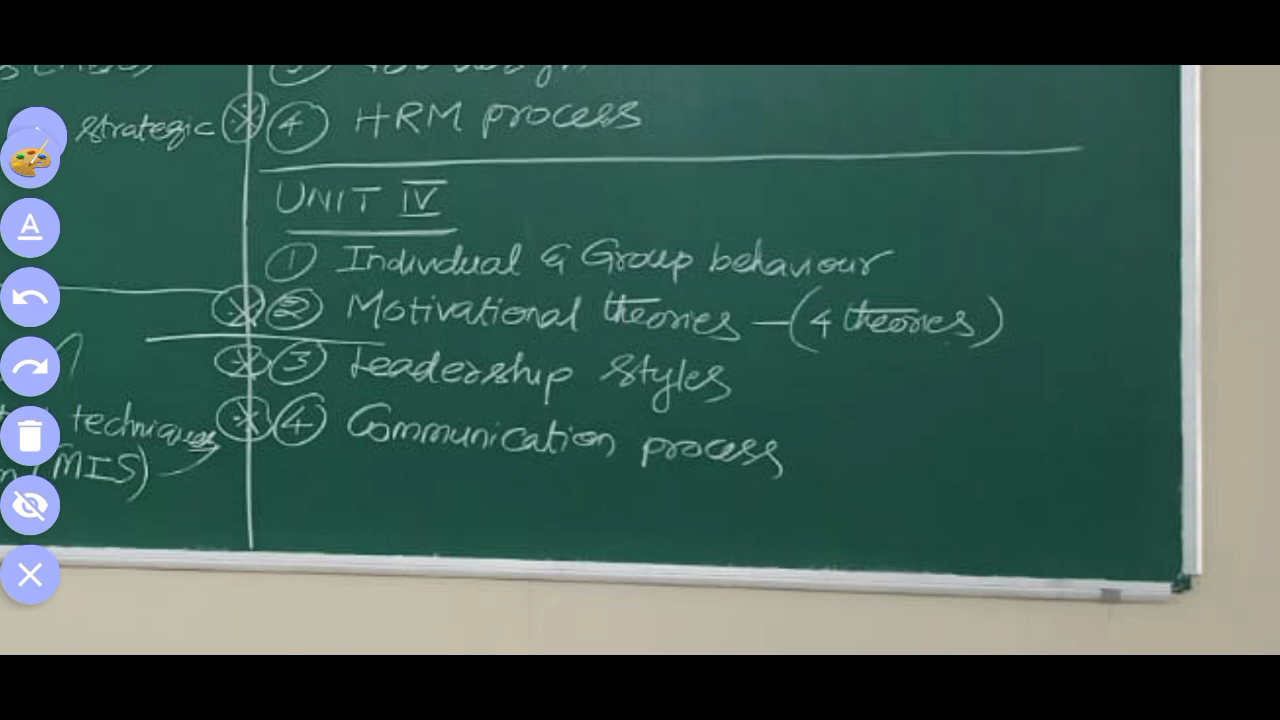 strategic
④ HRM process
UNIT IV
① Individual & Group behaviour
② Motivational theories – (4 theories)
③ Leadership styles
④ Communication process
techniques
(MIS)
A